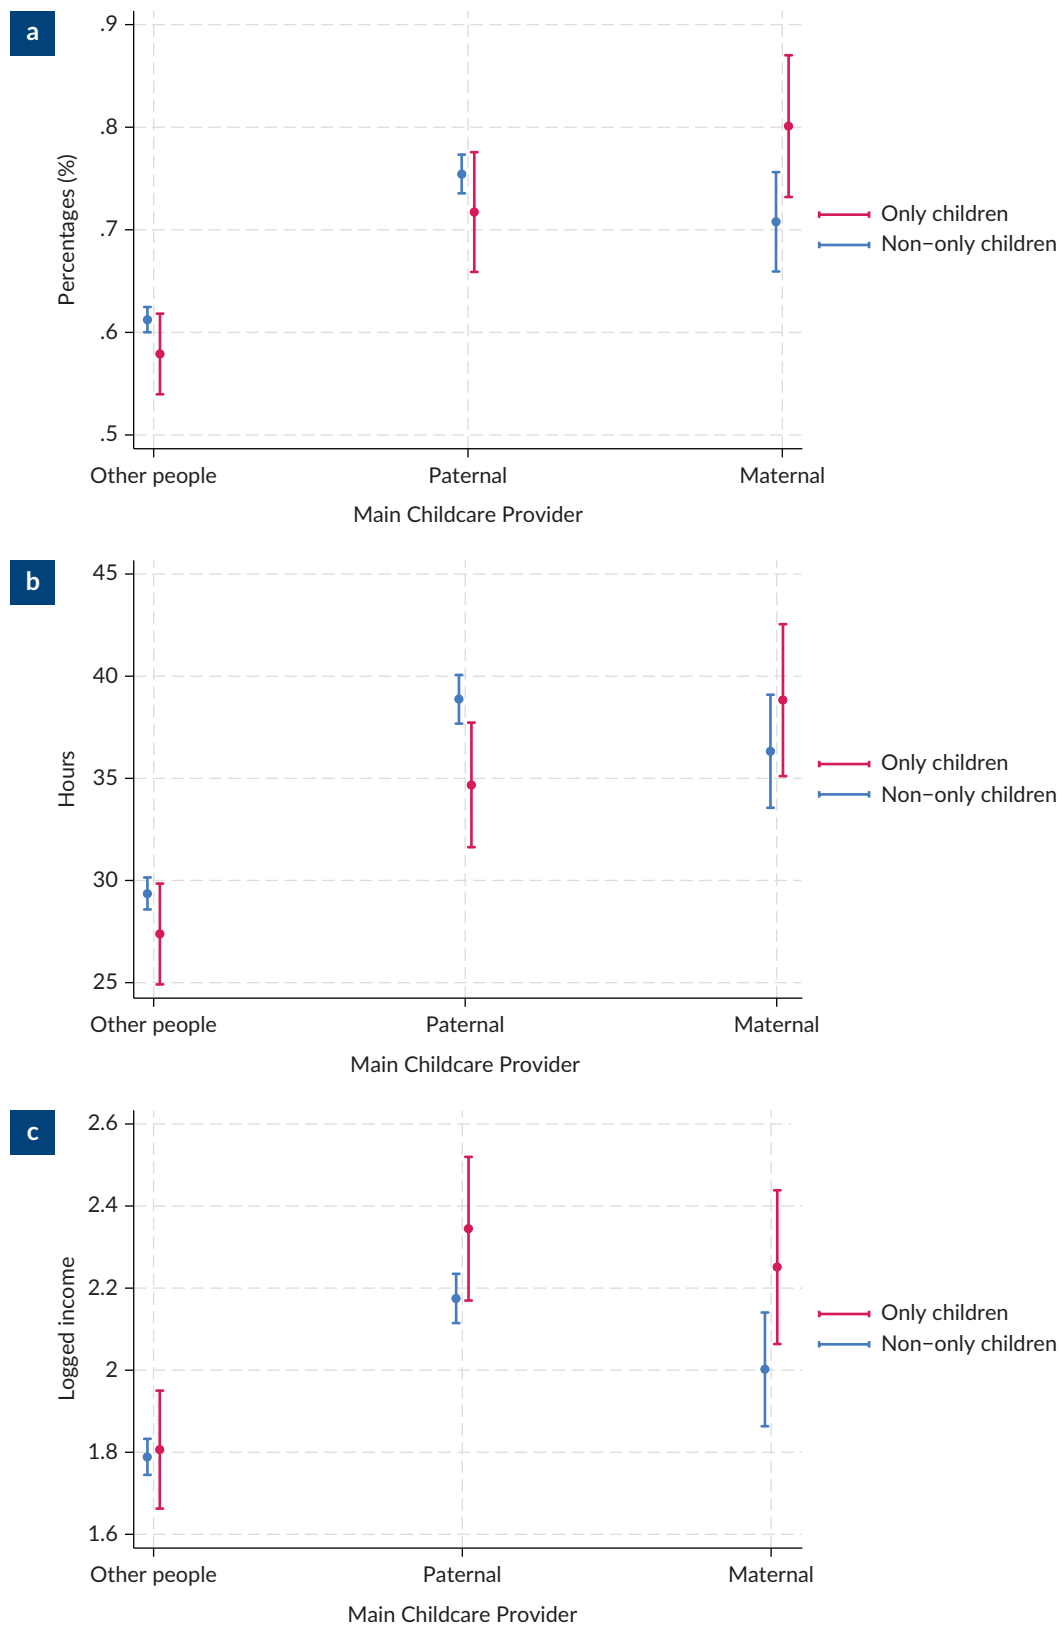 a
Percentages (%)
.9
.8
.7
.6
.5
Other people Paternal Maternal
Main Childcare Provider
Only children
Non−only children
b
Hours
45
40
35
30
25
Other people Paternal Maternal
Main Childcare Provider
Only children
Non−only children
c
Logged income
2.6
2.4
2.2
2
1.8
1.6
Other people Paternal Maternal
Main Childcare Provider
Only children
Non−only children